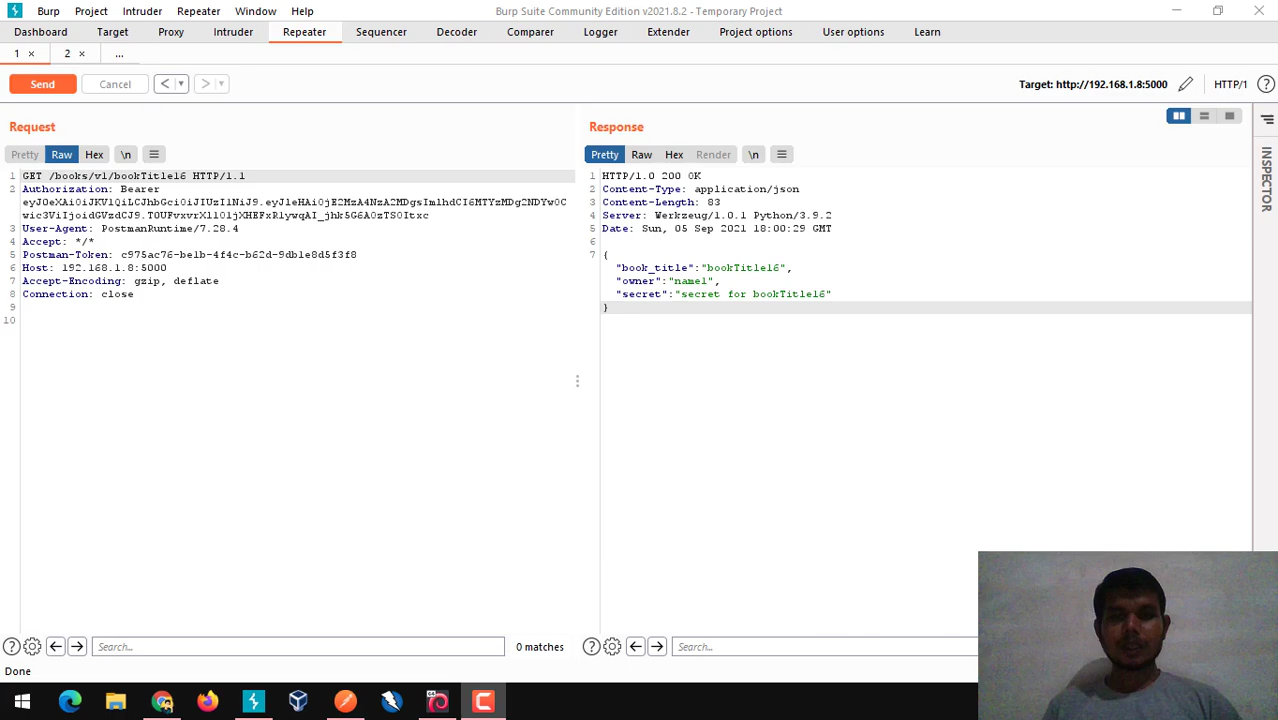 Burp Project Intruder Repeater Window Help
Burp Suite Community Edition v2021.8.2 - Temporary Project
Dashboard Target Proxy Intruder Repeater Sequencer Decoder Comparer Logger Extender Project options User options Learn
1 × 2 × ...
Send Cancel < >
Target: http://192.168.1.8:5000 HTTP/1 ?
Request
Pretty Raw Hex \n
1 GET /books/v1/bookTitle16 HTTP/1.1
2 Authorization: Bearer
3 User-Agent: PostmanRuntime/7.28.4
4 Accept: */*
5 Postman-Token: c975ac76-be1b-4f4c-b62d-9db1e8d5f3f8
6 Host: 192.168.1.8:5000
7 Accept-Encoding: gzip, deflate
8 Connection: close
9
10
Search... 0 matches
Response
Pretty Raw Hex Render \n
1 HTTP/1.0 200 OK
2 Content-Type: application/json
3 Content-Length: 83
4 Server: Werkzeug/1.0.1 Python/3.9.2
5 Date: Sun, 05 Sep 2021 18:00:29 GMT
6
7 {
"book_title":"bookTitle16",
"owner":"name1",
"secret":"secret for bookTitle16"
}
Search...
INSPECTOR
Done